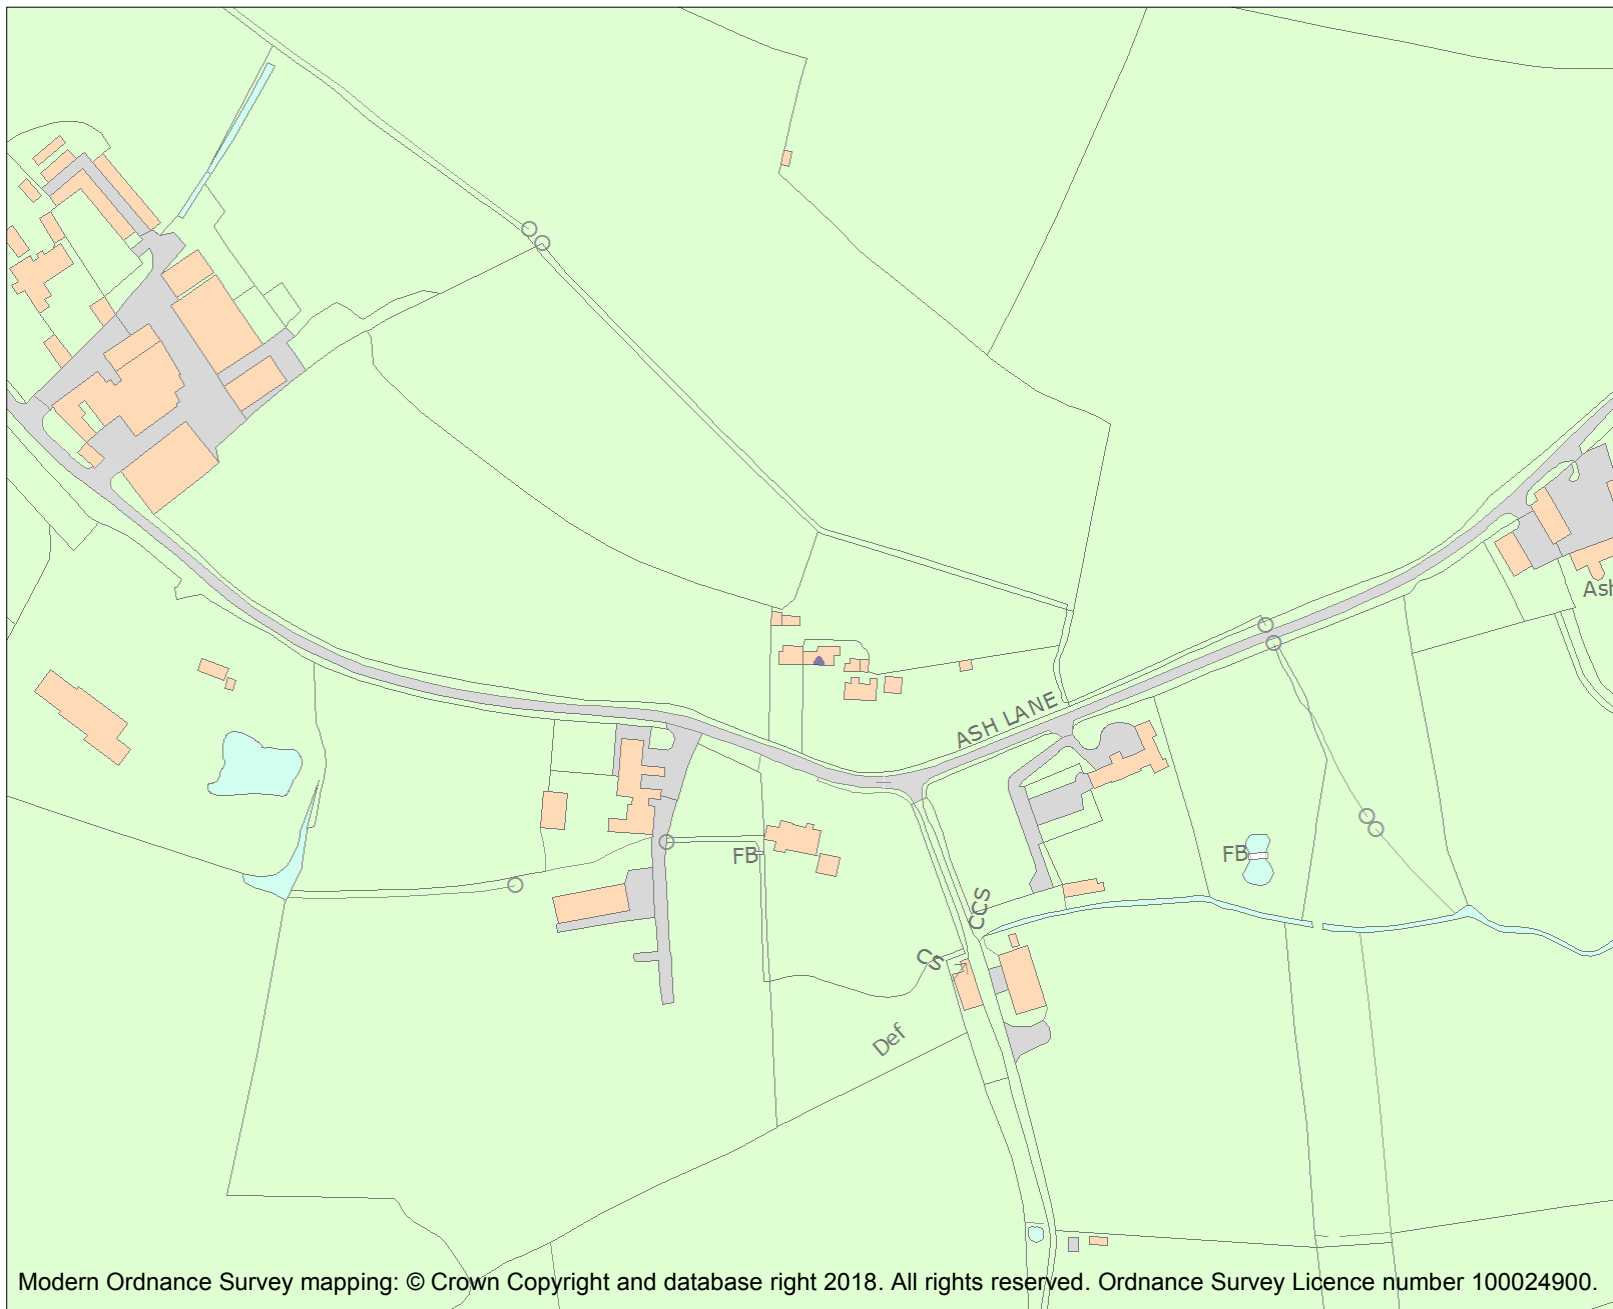 Ash
ASH LANE
FB
FB
CCS
CS
Def
Modern Ordnance Survey mapping: © Crown Copyright and database right 2018. All rights reserved. Ordnance Survey Licence number 100024900.